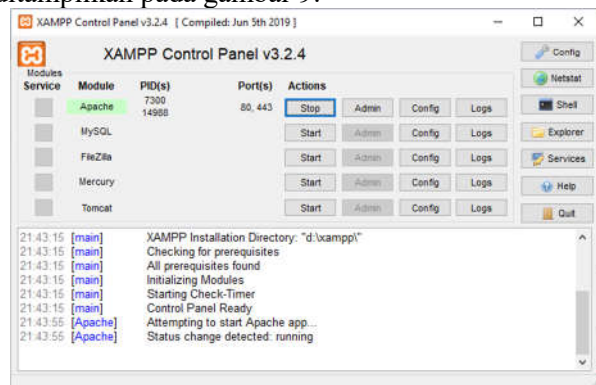 ditampilkan pada gambar 9.
XAMPP Control Panel v3.2.4 [ Compiled: Jun 5th 2019 ]
XAMPP Control Panel v3.2.4
Config
Modules
Service Module PID(s) Port(s) Actions
Netstat
Apache 7300 14988 80, 443 Stop Admin Config Logs
Shell
MySQL Start Admin Config Logs
Explorer
FileZilla Start Admin Config Logs
Services
Mercury Start Admin Config Logs
Help
Tomcat Start Admin Config Logs
Quit
21:43:15 [main] XAMPP Installation Directory: "d:\xampp\"
21:43:15 [main] Checking for prerequisites
21:43:15 [main] All prerequisites found
21:43:15 [main] Initializing Modules
21:43:15 [main] Starting Check-Timer
21:43:15 [main] Control Panel Ready
21:43:55 [Apache] Attempting to start Apache app...
21:43:55 [Apache] Status change detected: running